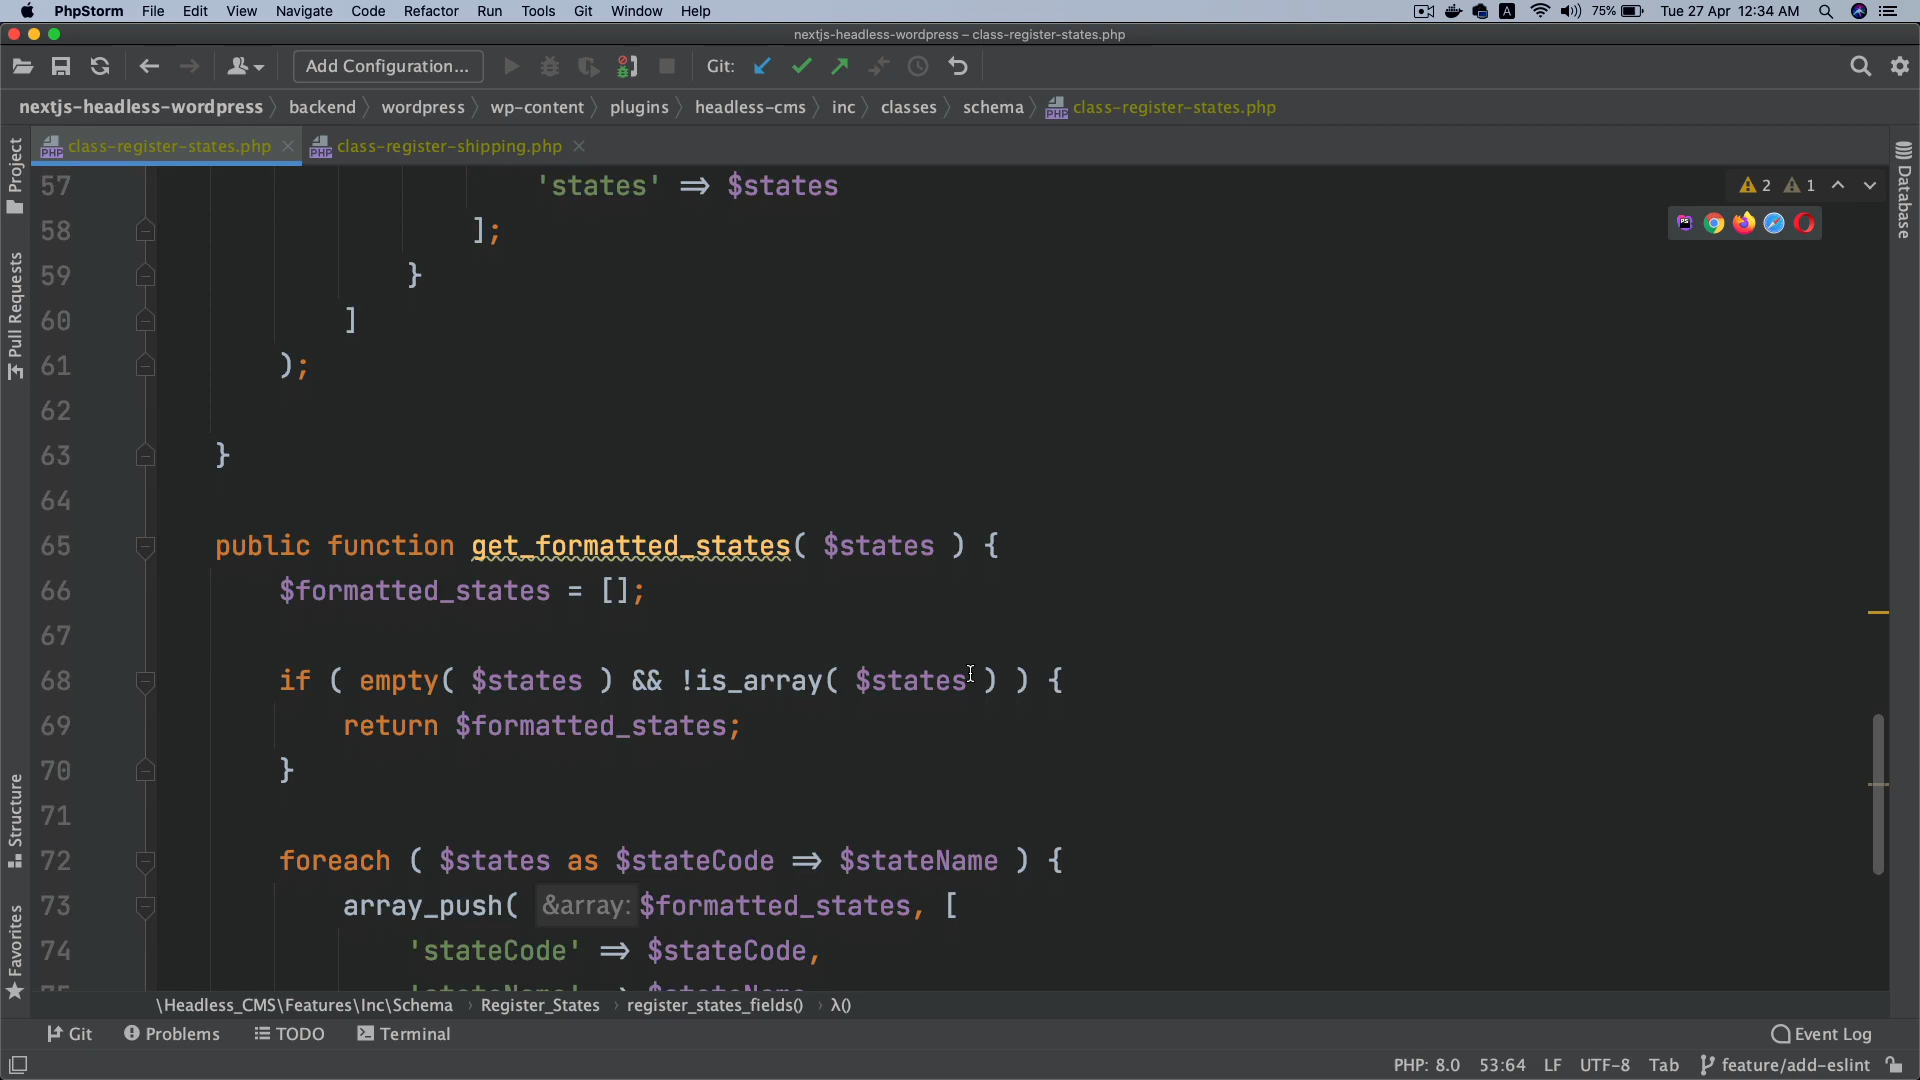 PhpStorm File Edit View Navigate Code Refactor Run Tools Git Window Help A 75% Tue 27 Apr 12:34 AM
nextjs-headless-wordpress – class-register-states.php
Add Configuration... Git:
nextjs-headless-wordpress backend wordpress wp-content plugins headless-cms inc classes schema class-register-states.php
class-register-states.php class-register-shipping.php
Project
Pull Requests
Structure
Favorites
Database
2 1
57 'states' => $states
58 ];
59 }
60 ]
61 );
62
63 }
64
65 public function get_formatted_states( $states ) {
66 $formatted_states = [];
67
68 if ( empty( $states ) && !is_array( $states ) ) {
69 return $formatted_states;
70 }
71
72 foreach ( $states as $stateCode => $stateName ) {
73 array_push( &array: $formatted_states, [
74 'stateCode' => $stateCode,
75 'stateName' => $stateName
\Headless_CMS\Features\Inc\Schema › Register_States › register_states_fields() › λ()
Git Problems TODO Terminal Event Log
PHP: 8.0 53:64 LF UTF-8 Tab feature/add-eslint